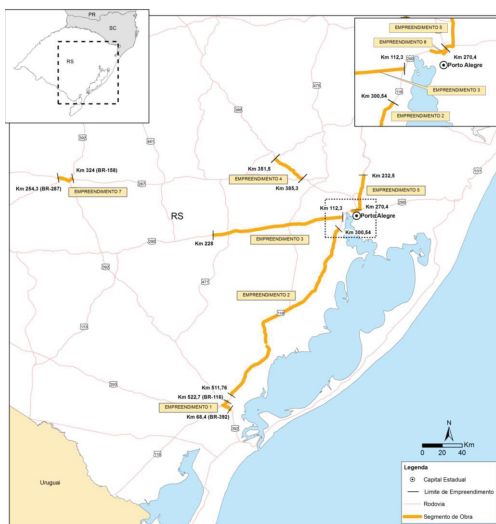 PR
SC
RS
EMPREENDIMENTO 5
EMPREENDIMENTO 6
Km 112,3
Km 270,4
Porto Alegre
EMPREENDIMENTO 3
Km 300,54
EMPREENDIMENTO 2
Km 324 (BR-158)
Km 254,3 (BR-287)
EMPREENDIMENTO 7
Km 351,5
EMPREENDIMENTO 4
Km 385,3
Km 232,5
EMPREENDIMENTO 5
RS
Km 112,3
Km 270,4
Porto Alegre
Km 228
Km 300,54
EMPREENDIMENTO 3
EMPREENDIMENTO 2
Km 511,76
Km 522,7 (BR-116)
EMPREENDIMENTO 1
Km 68,4 (BR-392)
Uruguai
N
Km
0 20 40
Legenda
Capital Estadual
Limite de Empreendimento
Rodovia
Segmento de Obra